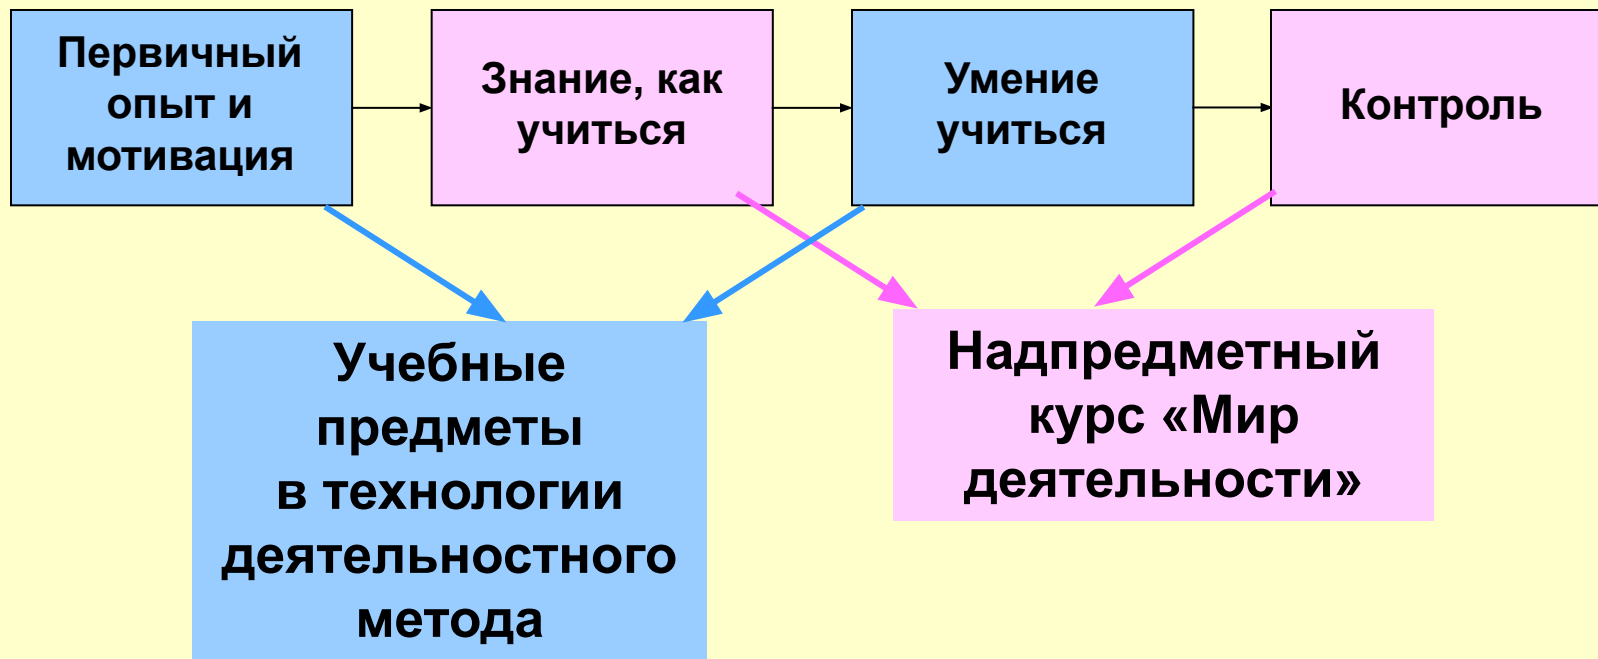 Первичный
опыт и
мотивация
Знание, как
учиться
Умение
учиться
Контроль
Учебные
предметы
в технологии
деятельностного
метода
Надпредметный
курс «Мир
деятельности»